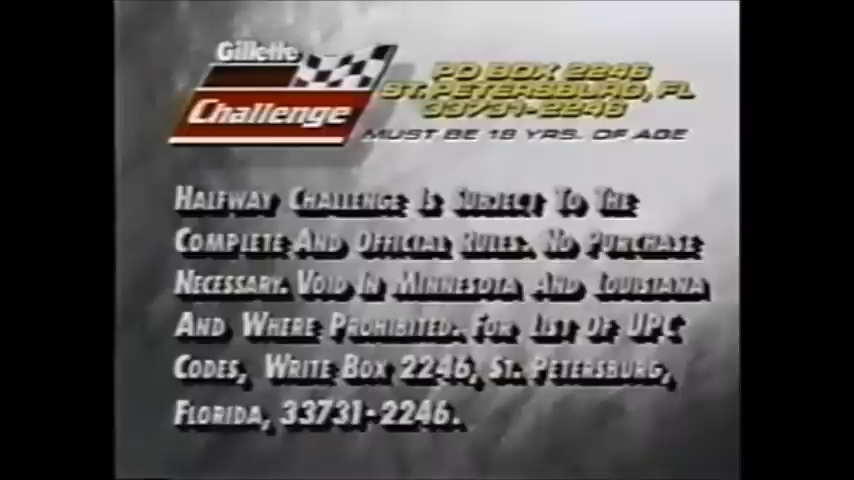 Gillette
Challenge
PO BOX 2246
ST. PETERSBURG, FL
33731-2246
MUST BE 18 YRS. OF AGE
HALFWAY CHALLENGE IS SUBJECT TO THE
COMPLETE AND OFFICIAL RULES. NO PURCHASE
NECESSARY. VOID IN MINNESOTA AND LOUISIANA
AND WHERE PROHIBITED. FOR LIST OF UPC
CODES, WRITE BOX 2246, ST. PETERSBURG,
FLORIDA, 33731-2246.